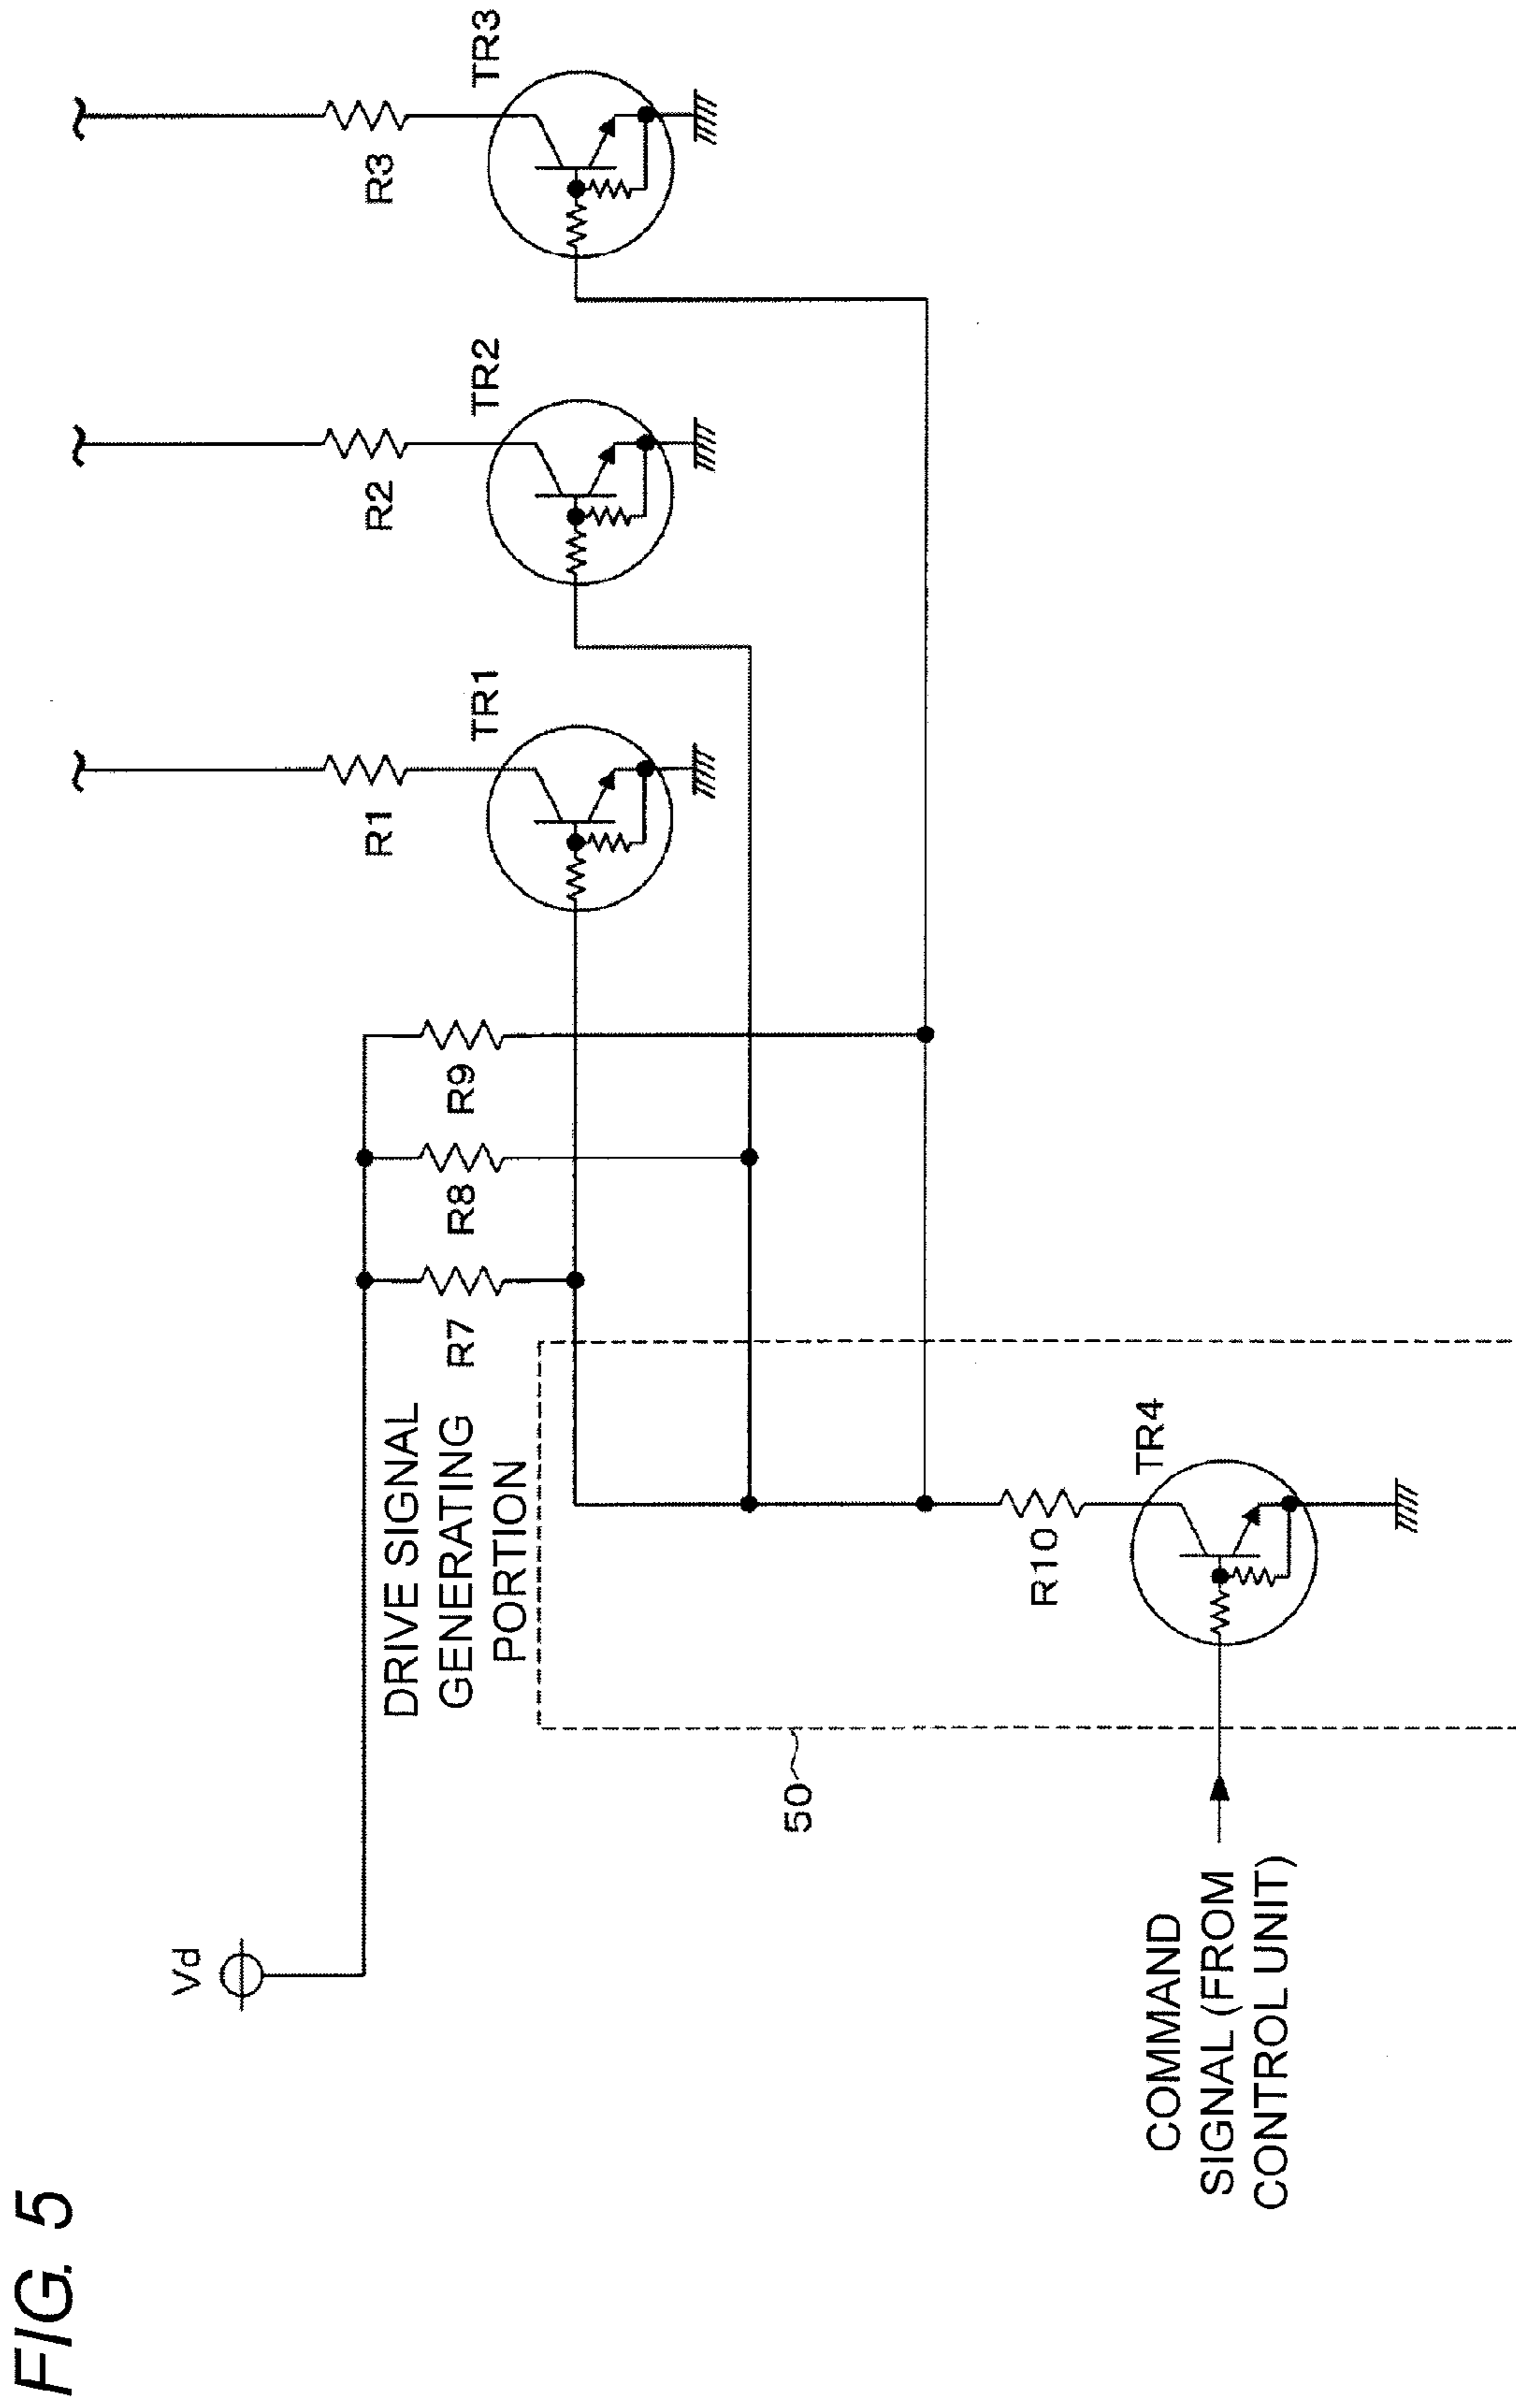 FIG. 5
Vd
DRIVE SIGNAL
GENERATING
PORTION
R7
R8
R9
R1
TR1
R2
TR2
R3
TR3
50
R10
TR4
COMMAND
SIGNAL (FROM
CONTROL UNIT)